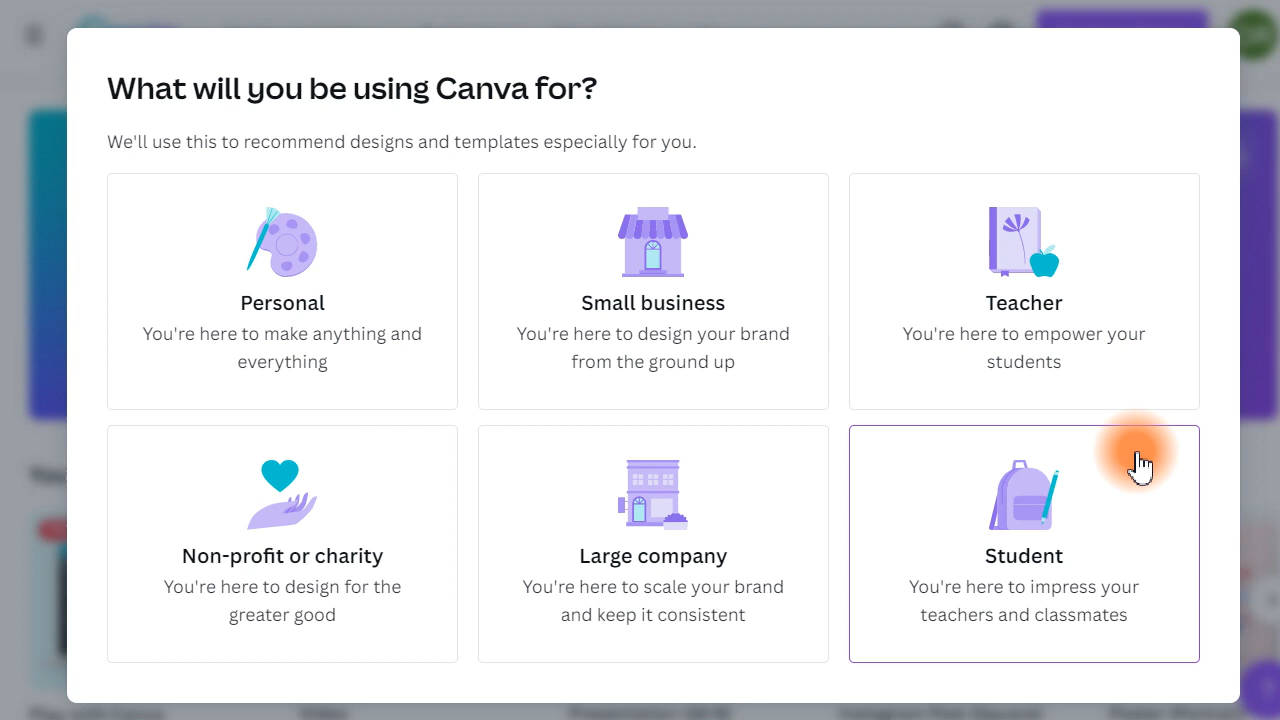 What will you be using Canva for?
We'll use this to recommend designs and templates especially for you.
Personal
You're here to make anything and
everything
Small business
You're here to design your brand
from the ground up
Teacher
You're here to empower your
students
Non-profit or charity
You're here to design for the
greater good
Large company
You're here to scale your brand
and keep it consistent
Student
You're here to impress your
teachers and classmates